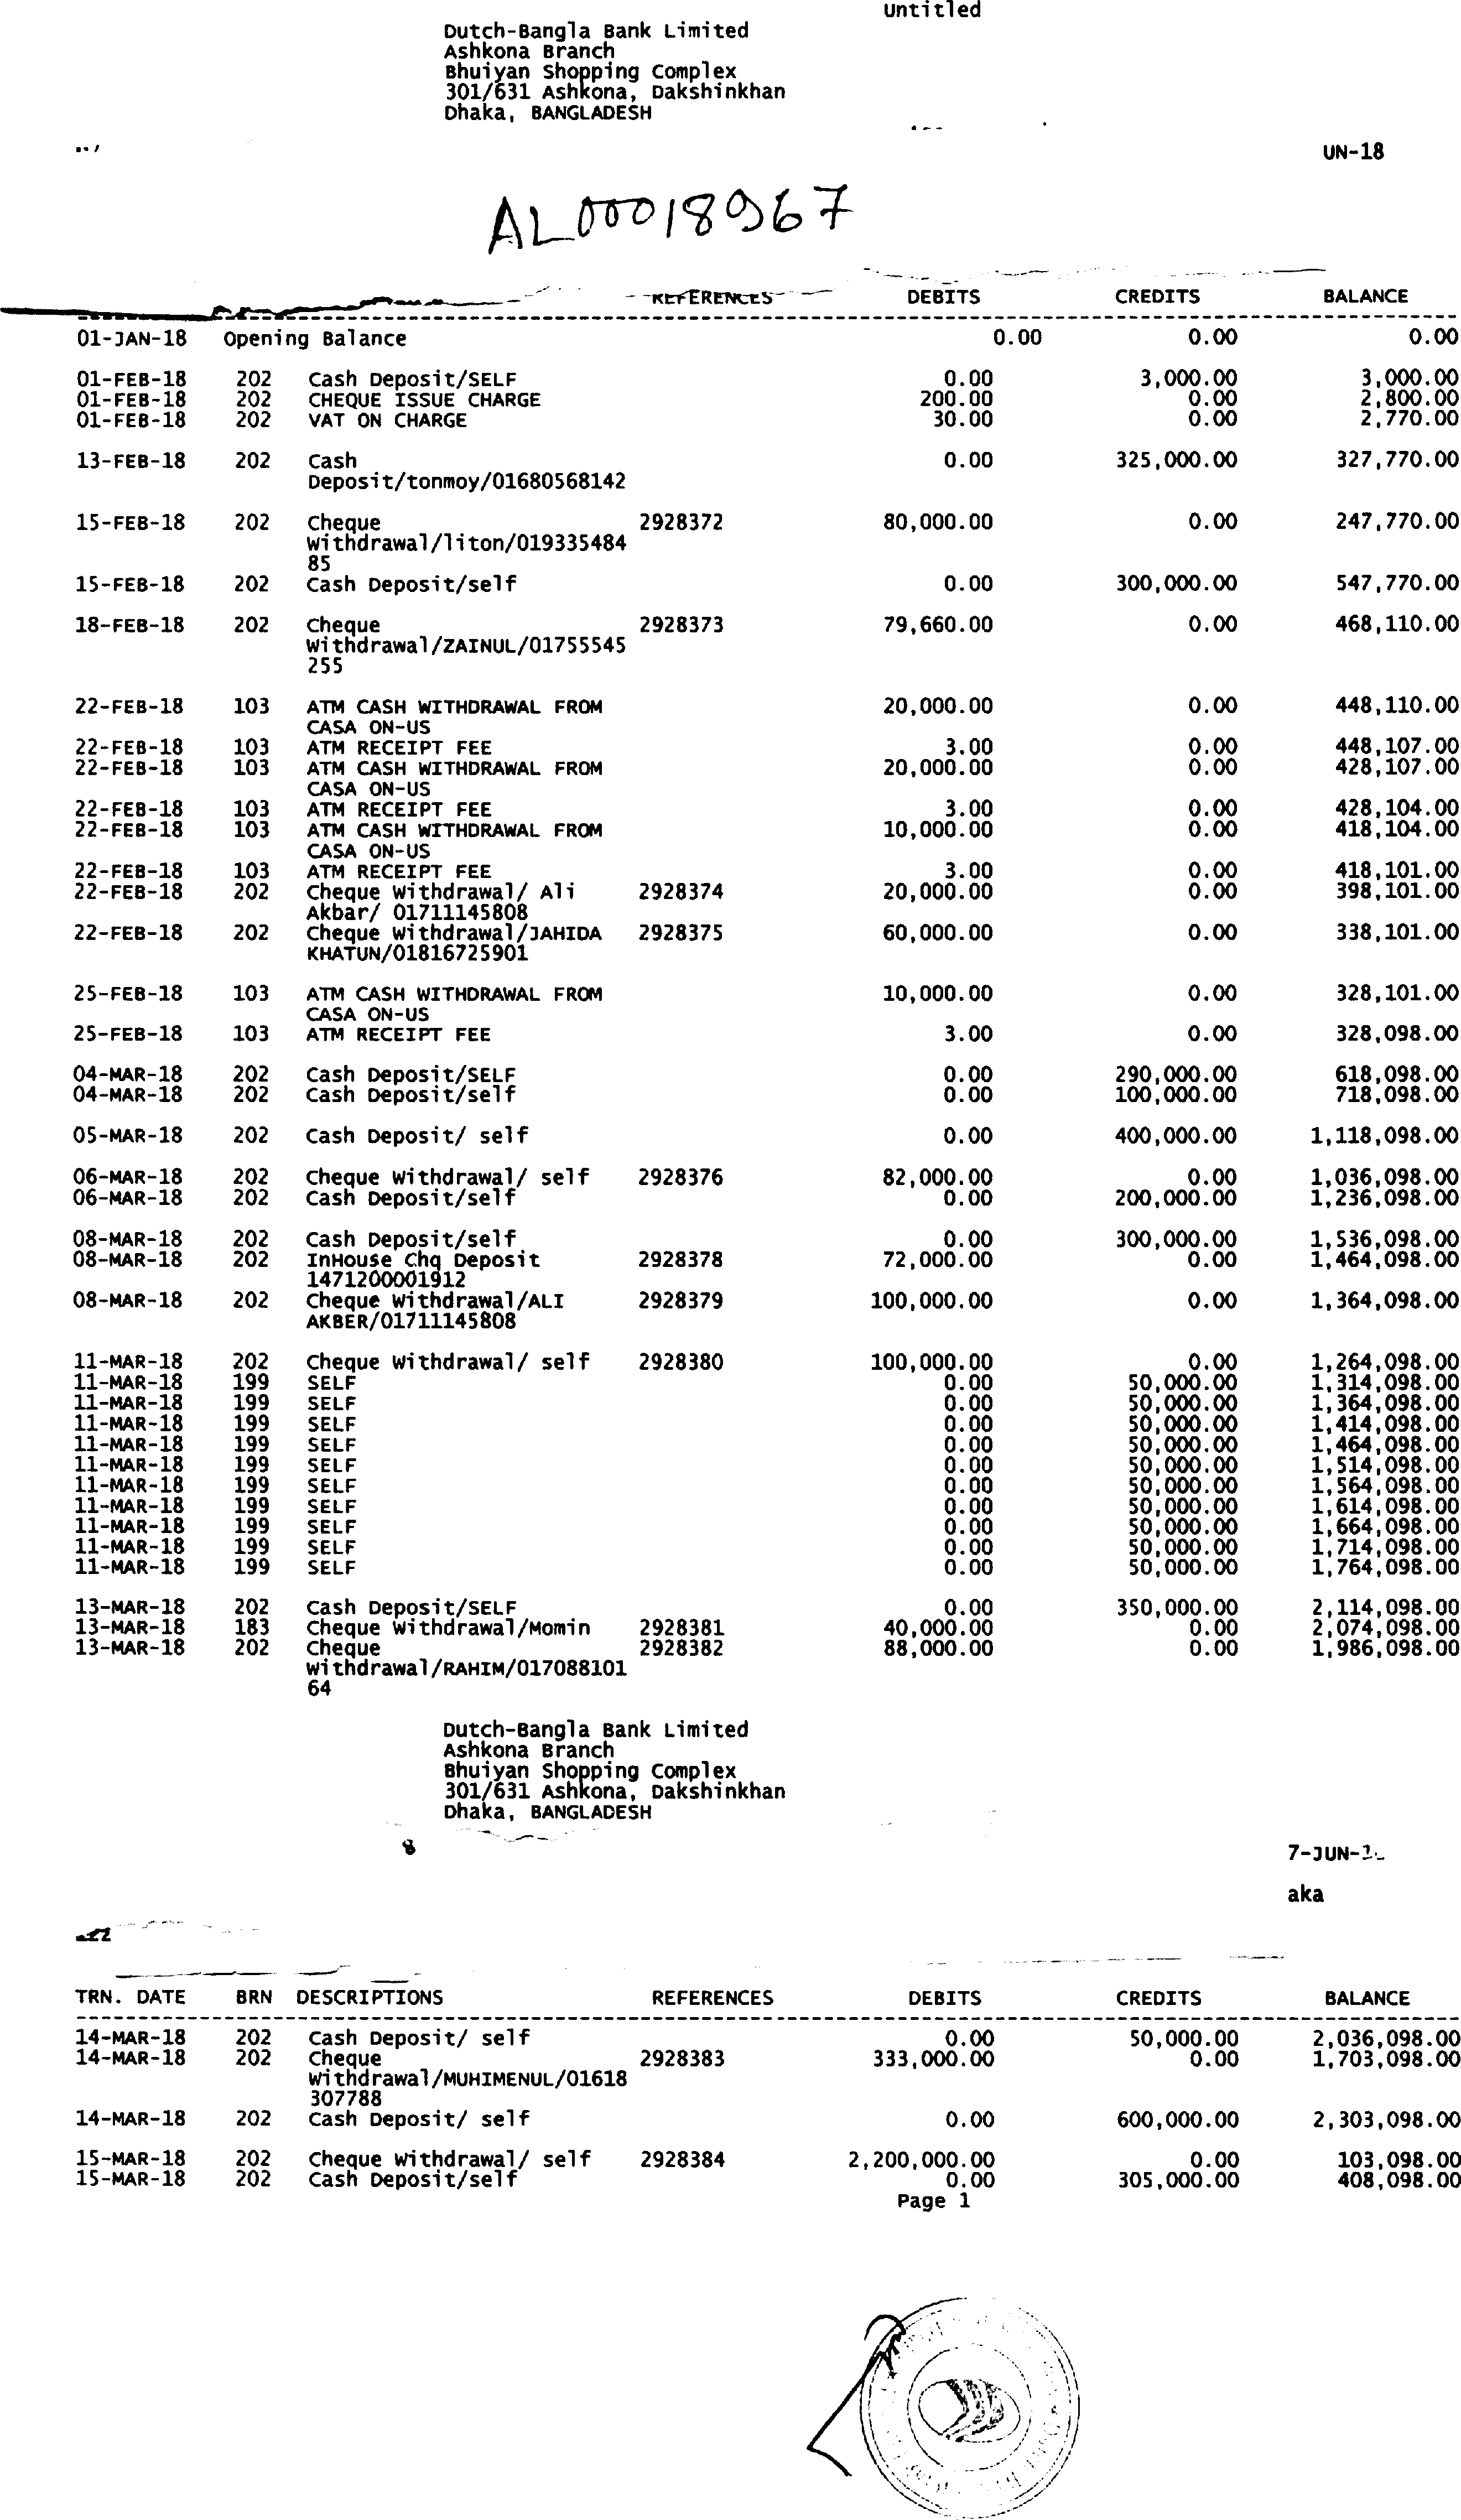 Untitled
Dutch-Bangla Bank Limited
Ashkona Branch
Bhuiyan Shopping Complex
301/631 Ashkona, Dakshinkhan
Dhaka, BANGLADESH
UN-18
AL00018967
REFERENCES DEBITS CREDITS BALANCE
01-JAN-18 Opening Balance 0.00 0.00 0.00
01-FEB-18 202 Cash Deposit/SELF 0.00 3,000.00 3,000.00
01-FEB-18 202 CHEQUE ISSUE CHARGE 200.00 0.00 2,800.00
01-FEB-18 202 VAT ON CHARGE 30.00 0.00 2,770.00
13-FEB-18 202 Cash 0.00 325,000.00 327,770.00
Deposit/tonmoy/01680568142
15-FEB-18 202 Cheque 2928372 80,000.00 0.00 247,770.00
Withdrawal/liton/019335484
85
15-FEB-18 202 Cash Deposit/self 0.00 300,000.00 547,770.00
18-FEB-18 202 Cheque 2928373 79,660.00 0.00 468,110.00
Withdrawal/ZAINUL/01755545
255
22-FEB-18 103 ATM CASH WITHDRAWAL FROM 20,000.00 0.00 448,110.00
CASA ON-US
22-FEB-18 103 ATM RECEIPT FEE 3.00 0.00 448,107.00
22-FEB-18 103 ATM CASH WITHDRAWAL FROM 20,000.00 0.00 428,107.00
CASA ON-US
22-FEB-18 103 ATM RECEIPT FEE 3.00 0.00 428,104.00
22-FEB-18 103 ATM CASH WITHDRAWAL FROM 10,000.00 0.00 418,104.00
CASA ON-US
22-FEB-18 103 ATM RECEIPT FEE 3.00 0.00 418,101.00
22-FEB-18 202 Cheque Withdrawal/ Ali 2928374 20,000.00 0.00 398,101.00
Akbar/ 01711145808
22-FEB-18 202 Cheque Withdrawal/JAHIDA 2928375 60,000.00 0.00 338,101.00
KHATUN/01816725901
25-FEB-18 103 ATM CASH WITHDRAWAL FROM 10,000.00 0.00 328,101.00
CASA ON-US
25-FEB-18 103 ATM RECEIPT FEE 3.00 0.00 328,098.00
04-MAR-18 202 Cash Deposit/SELF 0.00 290,000.00 618,098.00
04-MAR-18 202 Cash Deposit/self 0.00 100,000.00 718,098.00
05-MAR-18 202 Cash Deposit/ self 0.00 400,000.00 1,118,098.00
06-MAR-18 202 Cheque Withdrawal/ self 2928376 82,000.00 0.00 1,036,098.00
06-MAR-18 202 Cash Deposit/self 0.00 200,000.00 1,236,098.00
08-MAR-18 202 Cash Deposit/self 0.00 300,000.00 1,536,098.00
08-MAR-18 202 InHouse Chq Deposit 2928378 72,000.00 0.00 1,464,098.00
1471200001912
08-MAR-18 202 Cheque Withdrawal/ALI 2928379 100,000.00 0.00 1,364,098.00
AKBER/01711145808
11-MAR-18 202 Cheque Withdrawal/ self 2928380 100,000.00 0.00 1,264,098.00
11-MAR-18 199 SELF 0.00 50,000.00 1,314,098.00
11-MAR-18 199 SELF 0.00 50,000.00 1,364,098.00
11-MAR-18 199 SELF 0.00 50,000.00 1,414,098.00
11-MAR-18 199 SELF 0.00 50,000.00 1,464,098.00
11-MAR-18 199 SELF 0.00 50,000.00 1,514,098.00
11-MAR-18 199 SELF 0.00 50,000.00 1,564,098.00
11-MAR-18 199 SELF 0.00 50,000.00 1,614,098.00
11-MAR-18 199 SELF 0.00 50,000.00 1,664,098.00
11-MAR-18 199 SELF 0.00 50,000.00 1,714,098.00
11-MAR-18 199 SELF 0.00 50,000.00 1,764,098.00
13-MAR-18 202 Cash Deposit/SELF 0.00 350,000.00 2,114,098.00
13-MAR-18 183 Cheque Withdrawal/Momin 2928381 40,000.00 0.00 2,074,098.00
13-MAR-18 202 Cheque 2928382 88,000.00 0.00 1,986,098.00
Withdrawal/RAHIM/017088101
64
Dutch-Bangla Bank Limited
Ashkona Branch
Bhuiyan Shopping Complex
301/631 Ashkona, Dakshinkhan
Dhaka, BANGLADESH
8
7-JUN-
aka
TRN. DATE BRN DESCRIPTIONS REFERENCES DEBITS CREDITS BALANCE
14-MAR-18 202 Cash Deposit/ self 0.00 50,000.00 2,036,098.00
14-MAR-18 202 Cheque 2928383 333,000.00 0.00 1,703,098.00
Withdrawal/MUHIMENUL/01618
307788
14-MAR-18 202 Cash Deposit/ self 0.00 600,000.00 2,303,098.00
15-MAR-18 202 Cheque Withdrawal/ self 2928384 2,200,000.00 0.00 103,098.00
15-MAR-18 202 Cash Deposit/self 0.00 305,000.00 408,098.00
Page 1